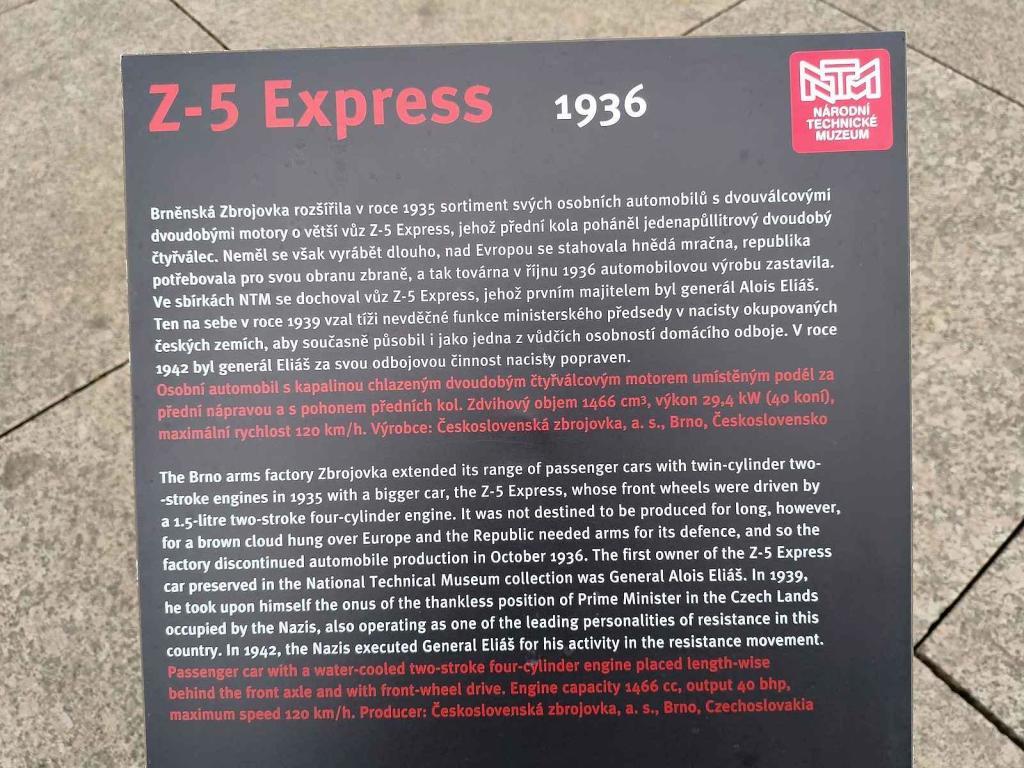 Z-5 Express 1936
NTM
NÁRODNÍ
TECHNICKÉ
MUZEUM
Brněnská Zbrojovka rozšířila v roce 1935 sortiment svých osobních automobilů s dvouválcovými
dvoudobými motory o větší vůz Z-5 Express, jehož přední kola poháněl jedenapůllitrový dvoudobý
čtyřválec. Neměl se však vyrábět dlouho, nad Evropou se stahovala hnědá mračna, republika
potřebovala pro svou obranu zbraně, a tak továrna v říjnu 1936 automobilovou výrobu zastavila.
Ve sbírkách NTM se dochoval vůz Z-5 Express, jehož prvním majitelem byl generál Alois Eliáš.
Ten na sebe v roce 1939 vzal tíži nevděčné funkce ministerského předsedy v nacisty okupovaných
českých zemích, aby současně působil i jako jedna z vůdčích osobností domácího odboje. V roce
1942 byl generál Eliáš za svou odbojovou činnost nacisty popraven.
Osobní automobil s kapalinou chlazeným dvoudobým čtyřválcovým motorem umístěným podél za
přední nápravou a s pohonem předních kol. Zdvihový objem 1466 cm³, výkon 29,4 kW (40 koní),
maximální rychlost 120 km/h. Výrobce: Československá zbrojovka, a. s., Brno, Československo
The Brno arms factory Zbrojovka extended its range of passenger cars with twin-cylinder two-
-stroke engines in 1935 with a bigger car, the Z-5 Express, whose front wheels were driven by
a 1.5-litre two-stroke four-cylinder engine. It was not destined to be produced for long, however,
for a brown cloud hung over Europe and the Republic needed arms for its defence, and so the
factory discontinued automobile production in October 1936. The first owner of the Z-5 Express
car preserved in the National Technical Museum collection was General Alois Eliáš. In 1939,
he took upon himself the onus of the thankless position of Prime Minister in the Czech Lands
occupied by the Nazis, also operating as one of the leading personalities of resistance in this
country. In 1942, the Nazis executed General Eliáš for his activity in the resistance movement.
Passenger car with a water-cooled two-stroke four-cylinder engine placed length-wise
behind the front axle and with front-wheel drive. Engine capacity 1466 cc, output 40 bhp,
maximum speed 120 km/h. Producer: Československá zbrojovka, a. s., Brno, Czechoslovakia